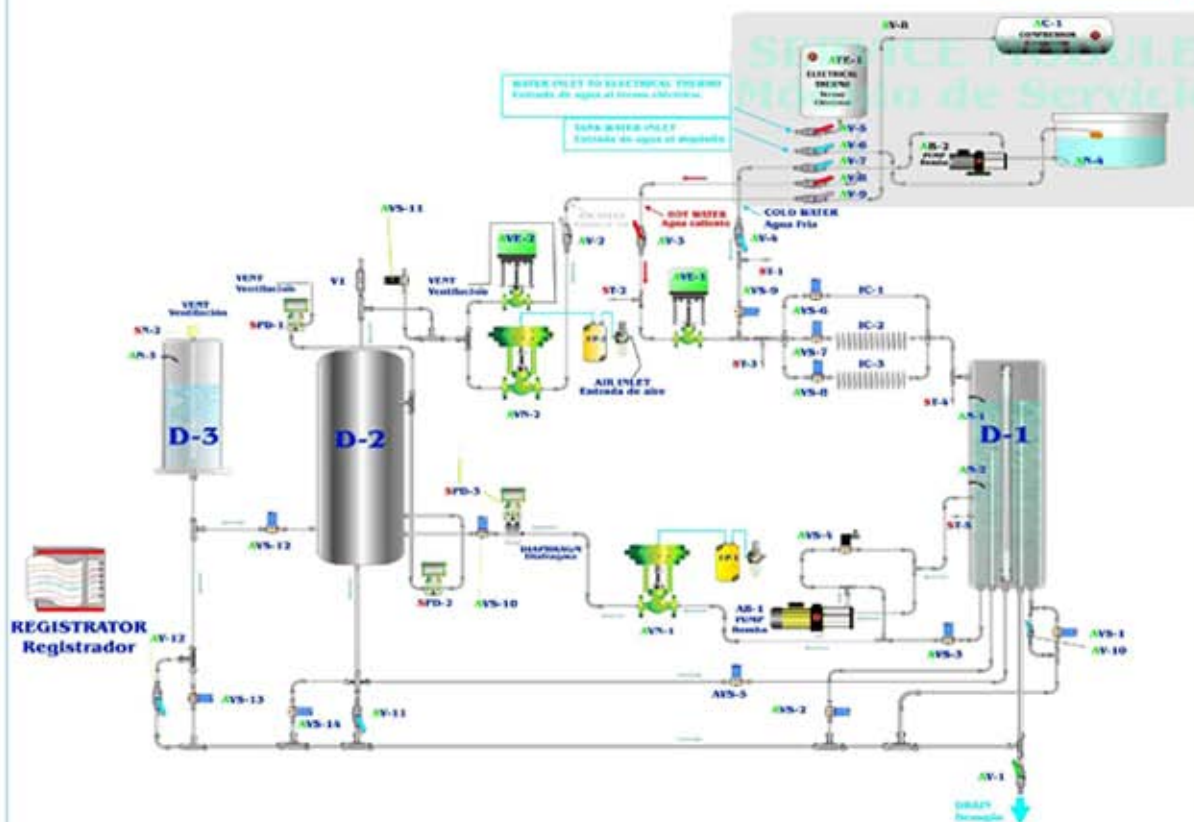 AV-8
AC-1
COMPRESSOR
SERVICE MODULE
Módulo de Servicio
ATE-1
ELECTRICAL
THERMO
Termo
Eléctrico
WATER INLET TO ELECTRICAL THERMO
Entrada de agua al termo eléctrico.
TANK WATER INLET
Entrada de agua al depósito
AV-5
AV-6
AV-7
AV-8
AV-9
AB-2
PUMP
Bomba
AN-4
AVS-11
AVE-2
AV-2
HOT WATER
Agua caliente
AV-3
COLD WATER
Agua Fría
AV-4
VENT
Ventilación
V1
VENT
Ventilación
ST-1
VENT
Ventilación
SPD-1
ST-2
AVE-1
AVS-9
AVS-6
IC-1
SN-2
AN-3
AVS-7
IC-2
ST-3
AVS-8
IC-3
AIR INLET
Entrada de aire
AVN-2
ST-4
AN-1
D-3
D-2
D-1
AN-2
SPD-3
ST-5
AVS-12
DIAPHRAGM
Diafragma
AVS-4
SPD-2
AVS-10
AVN-1
AB-1
PUMP
Bomba
AVS-3
AVS-1
AV-10
REGISTRATOR
Registrador
AV-12
AVS-13
AVS-14
AV-11
AVS-5
AVS-2
AV-1
DRAIN
Desagüe